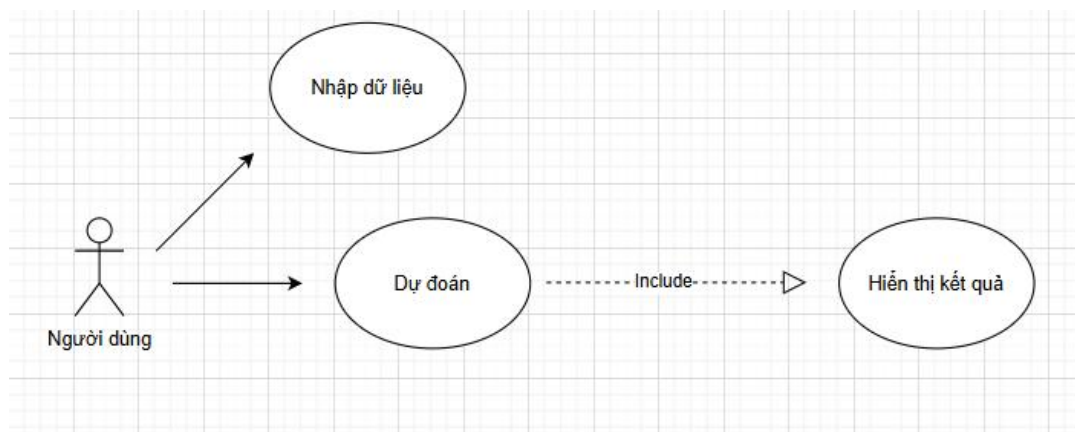 Nhập dữ liệu
Dự đoán
Include
Hiển thị kết quả
Người dùng